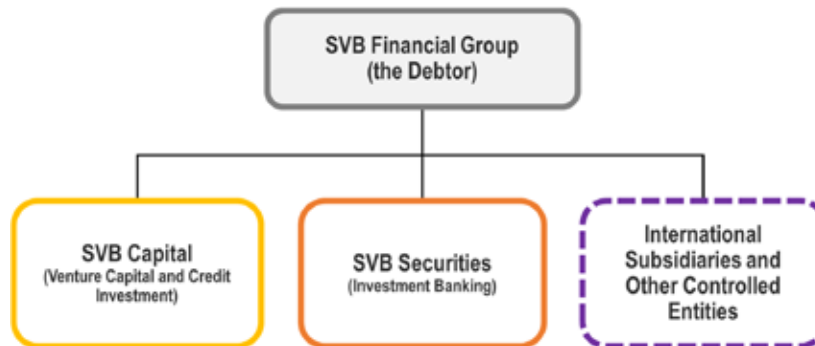 SVB Financial Group
(the Debtor)
SVB Capital
(Venture Capital and Credit
Investment)
SVB Securities
(Investment Banking)
International
Subsidiaries and
Other Controlled
Entities